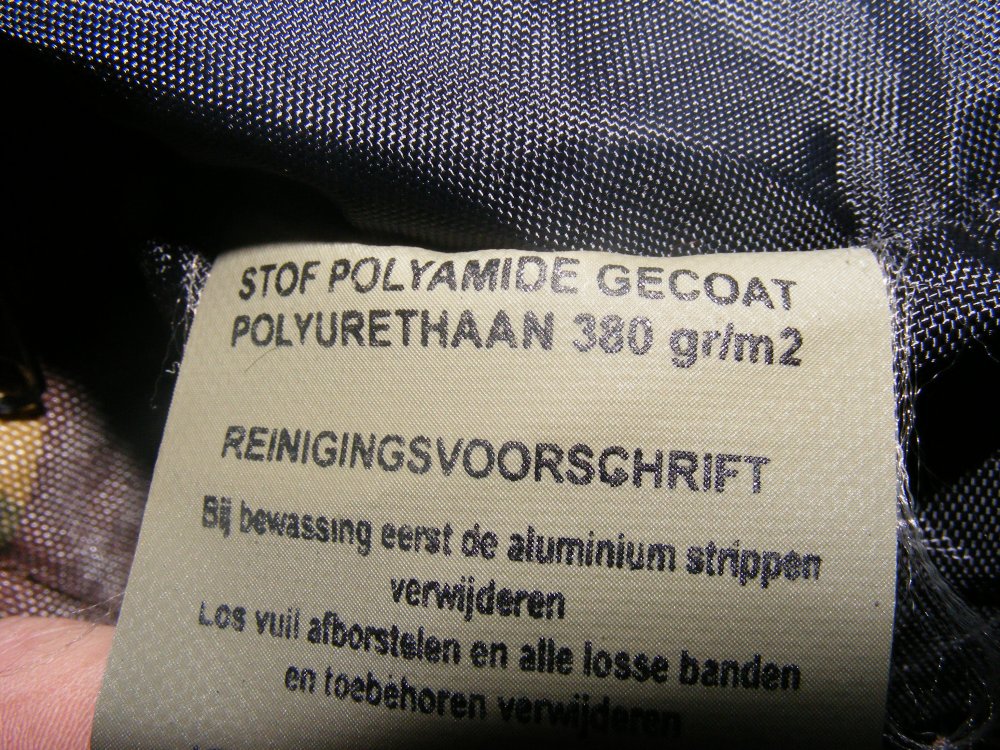 STOF POLYAMIDE GECOAT
POLYURETHAAN 380 gr/m2
REINIGINGSVOORSCHRIFT
Bij bewassing eerst de aluminium strippen
verwijderen
Los vuil afborstelen en alle losse banden
en toebehoren verwijderen